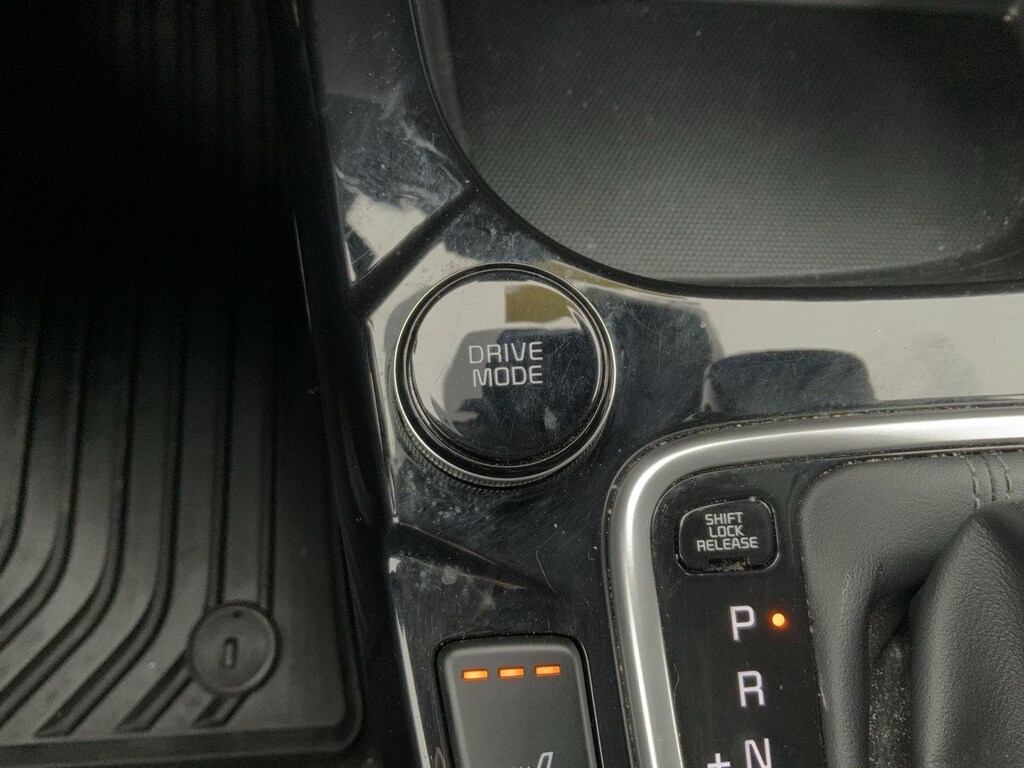 DRIVE
MODE
SHIFT
LOCK
RELEASE
P
R
+ N